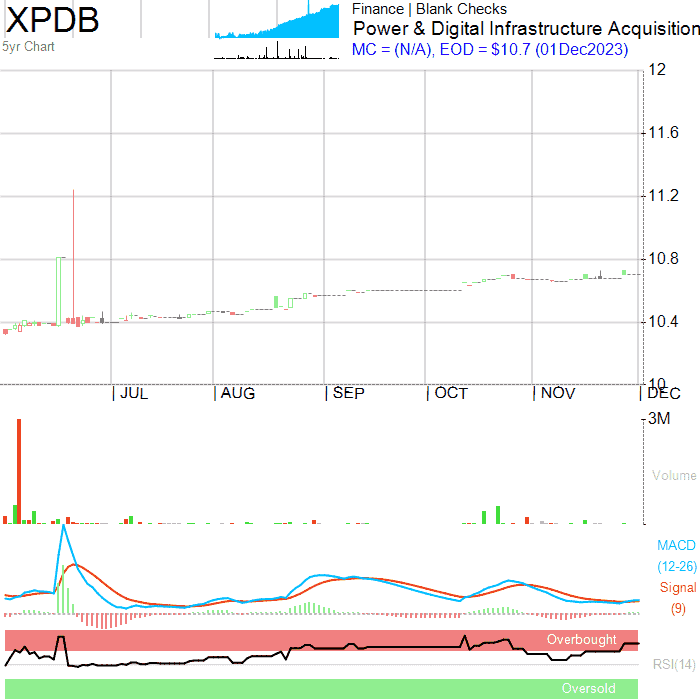 XPDB
5yr Chart
Finance | Blank Checks
Power & Digital Infrastructure Acquisition
MC = (N/A), EOD = $10.7 (01Dec2023)
12
11.6
11.2
10.8
10.4
10
| JUL | AUG | SEP | OCT | NOV | DEC
3M
Volume
MACD
(12-26)
Signal
(9)
Overbought
RSI(14)
Oversold